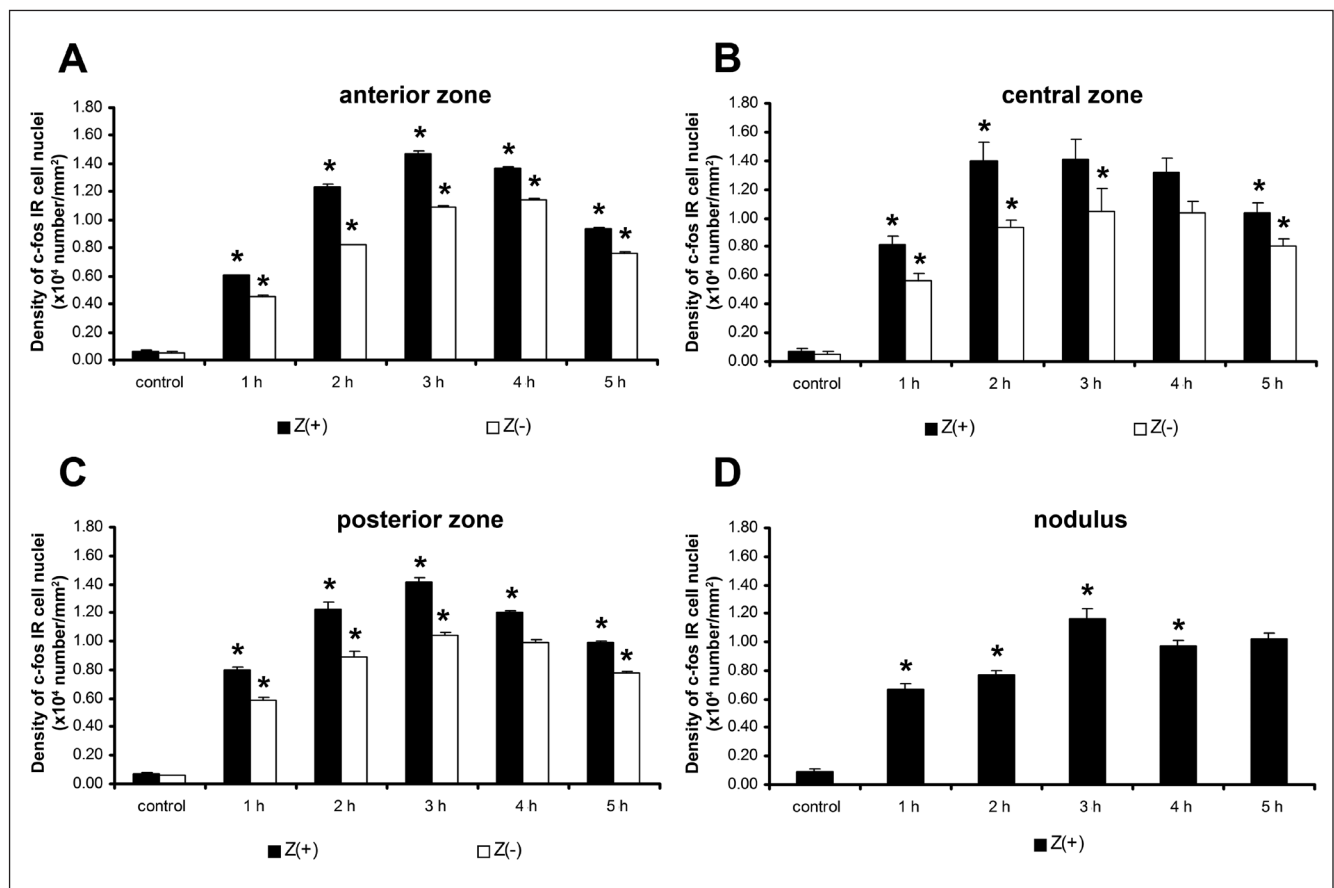 A
anterior zone
Density of c-fos IR cell nuclei
(x10⁴ number/mm²)
1.80
1.60
1.40
1.20
1.00
0.80
0.60
0.40
0.20
0.00
* * * * * * * * * *
control 1 h 2 h 3 h 4 h 5 h
Z(+) Z(-)
B
central zone
Density of c-fos IR cell nuclei
(x10⁴ number/mm²)
1.80
1.60
1.40
1.20
1.00
0.80
0.60
0.40
0.20
0.00
* * * * * * *
control 1 h 2 h 3 h 4 h 5 h
Z(+) Z(-)
C
posterior zone
Density of c-fos IR cell nuclei
(x10⁴ number/mm²)
1.80
1.60
1.40
1.20
1.00
0.80
0.60
0.40
0.20
0.00
* * * * * * * * *
control 1 h 2 h 3 h 4 h 5 h
Z(+) Z(-)
D
nodulus
Density of c-fos IR cell nuclei
(x10⁴ number/mm²)
1.80
1.60
1.40
1.20
1.00
0.80
0.60
0.40
0.20
0.00
* * * *
control 1 h 2 h 3 h 4 h 5 h
Z(+)